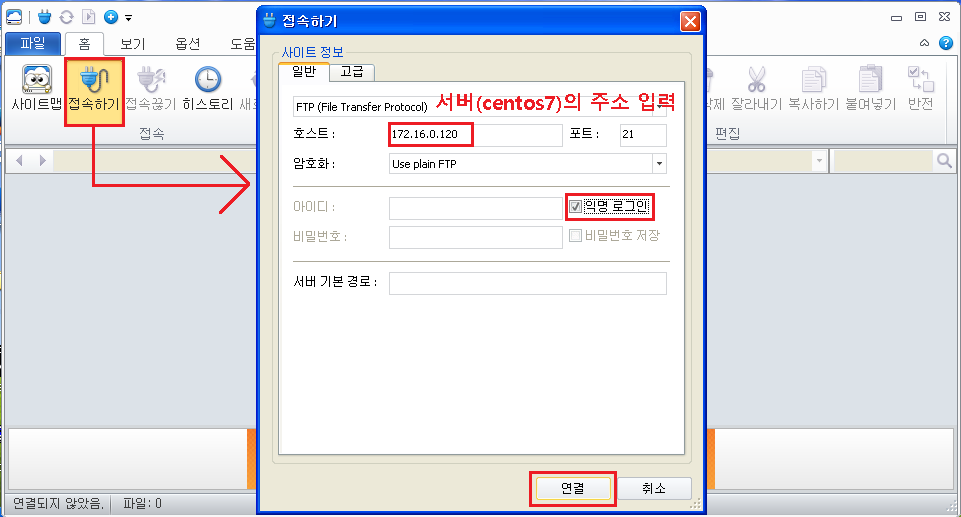 파일 홈 보기 옵션
사이트맵 접속하기 접속끊기 히스토리
접속
잘라내기 복사하기 붙여넣기 반전
편집
접속하기
사이트 정보
일반 고급
FTP (File Transfer Protocol) 서버(centos7)의 주소 입력
호스트 : 172.16.0.120 포트 : 21
암호화 : Use plain FTP
아이디 : 익명 로그인
비밀번호 : 비밀번호 저장
서버 기본 경로 :
연결 취소
연결되지 않았음. 파일: 0